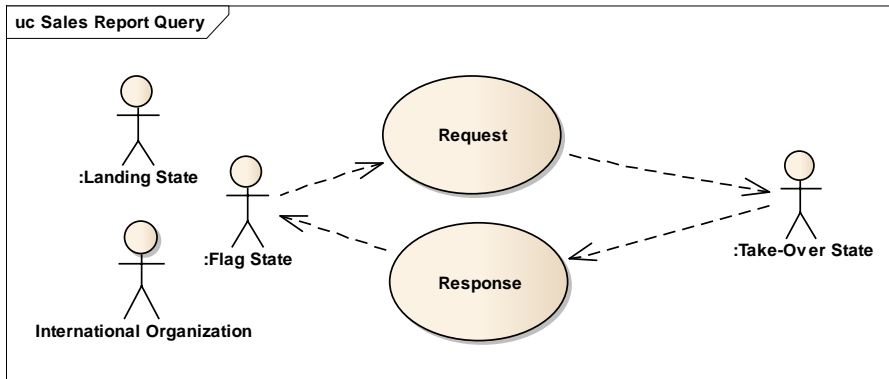 uc Sales Report Query
Request
:Landing State
:Flag State
:Take-Over State
Response
International Organization